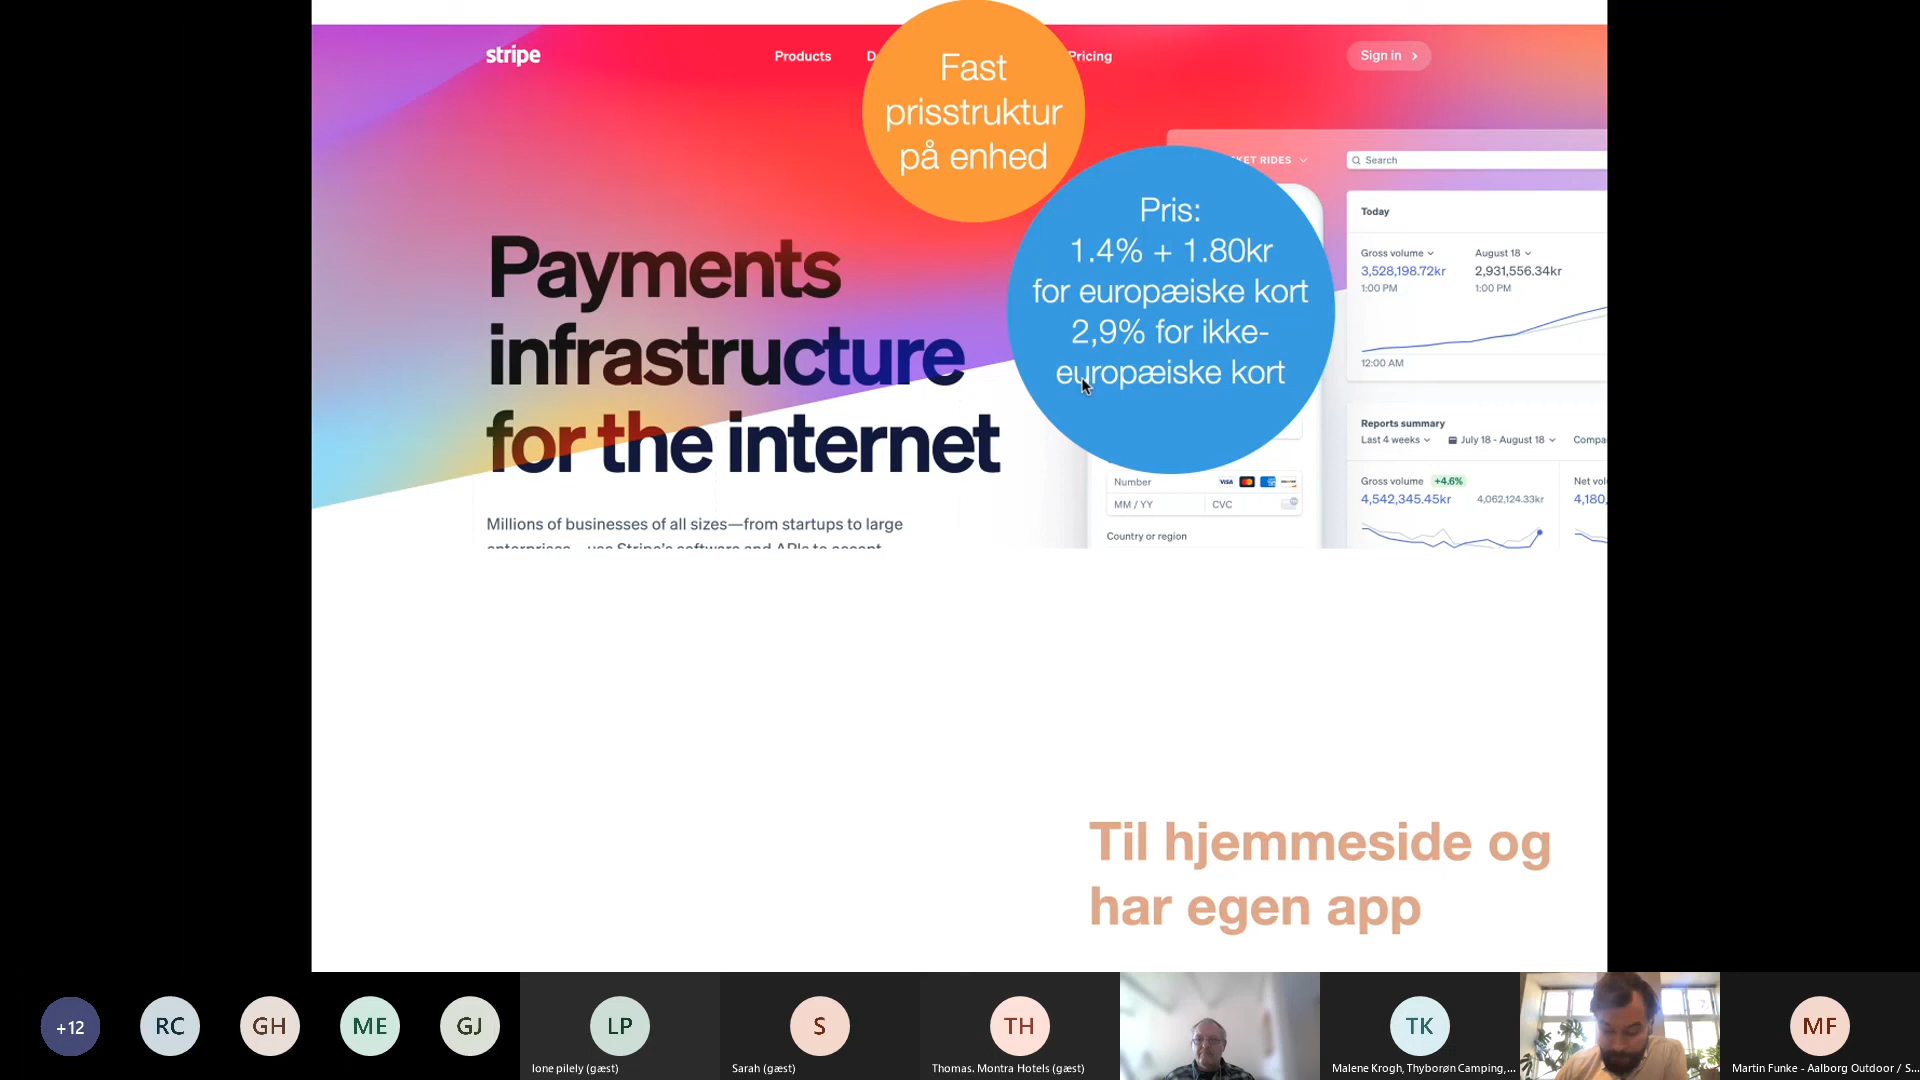 stripe
Products
Pricing
Sign in
Fast
prisstruktur
på enhed
Pris:
1.4% + 1.80kr
for europæiske kort
2,9% for ikke-
europæiske kort
Payments
infrastructure
for the internet
Millions of businesses of all sizes—from startups to large
RIDES
Search
Today
Gross volume
August 18
3,528,198.72kr
2,931,556.34kr
1:00 PM
1:00 PM
12:00 AM
Reports summary
Last 4 weeks
July 18 - August 18
Gross volume +4.6%
4,542,345.45kr
4,062,124.33kr
4,180,
Number
VISA
MM / YY
CVC
Country or region
Til hjemmeside og
har egen app
+12
RC
GH
ME
GJ
LP
S
TH
TK
MF
Ione pilely (gæst)
Sarah (gæst)
Thomas. Montra Hotels (gæst)
Malene Krogh, Thyborøn Camping,...
Martin Funke - Aalborg Outdoor / S...